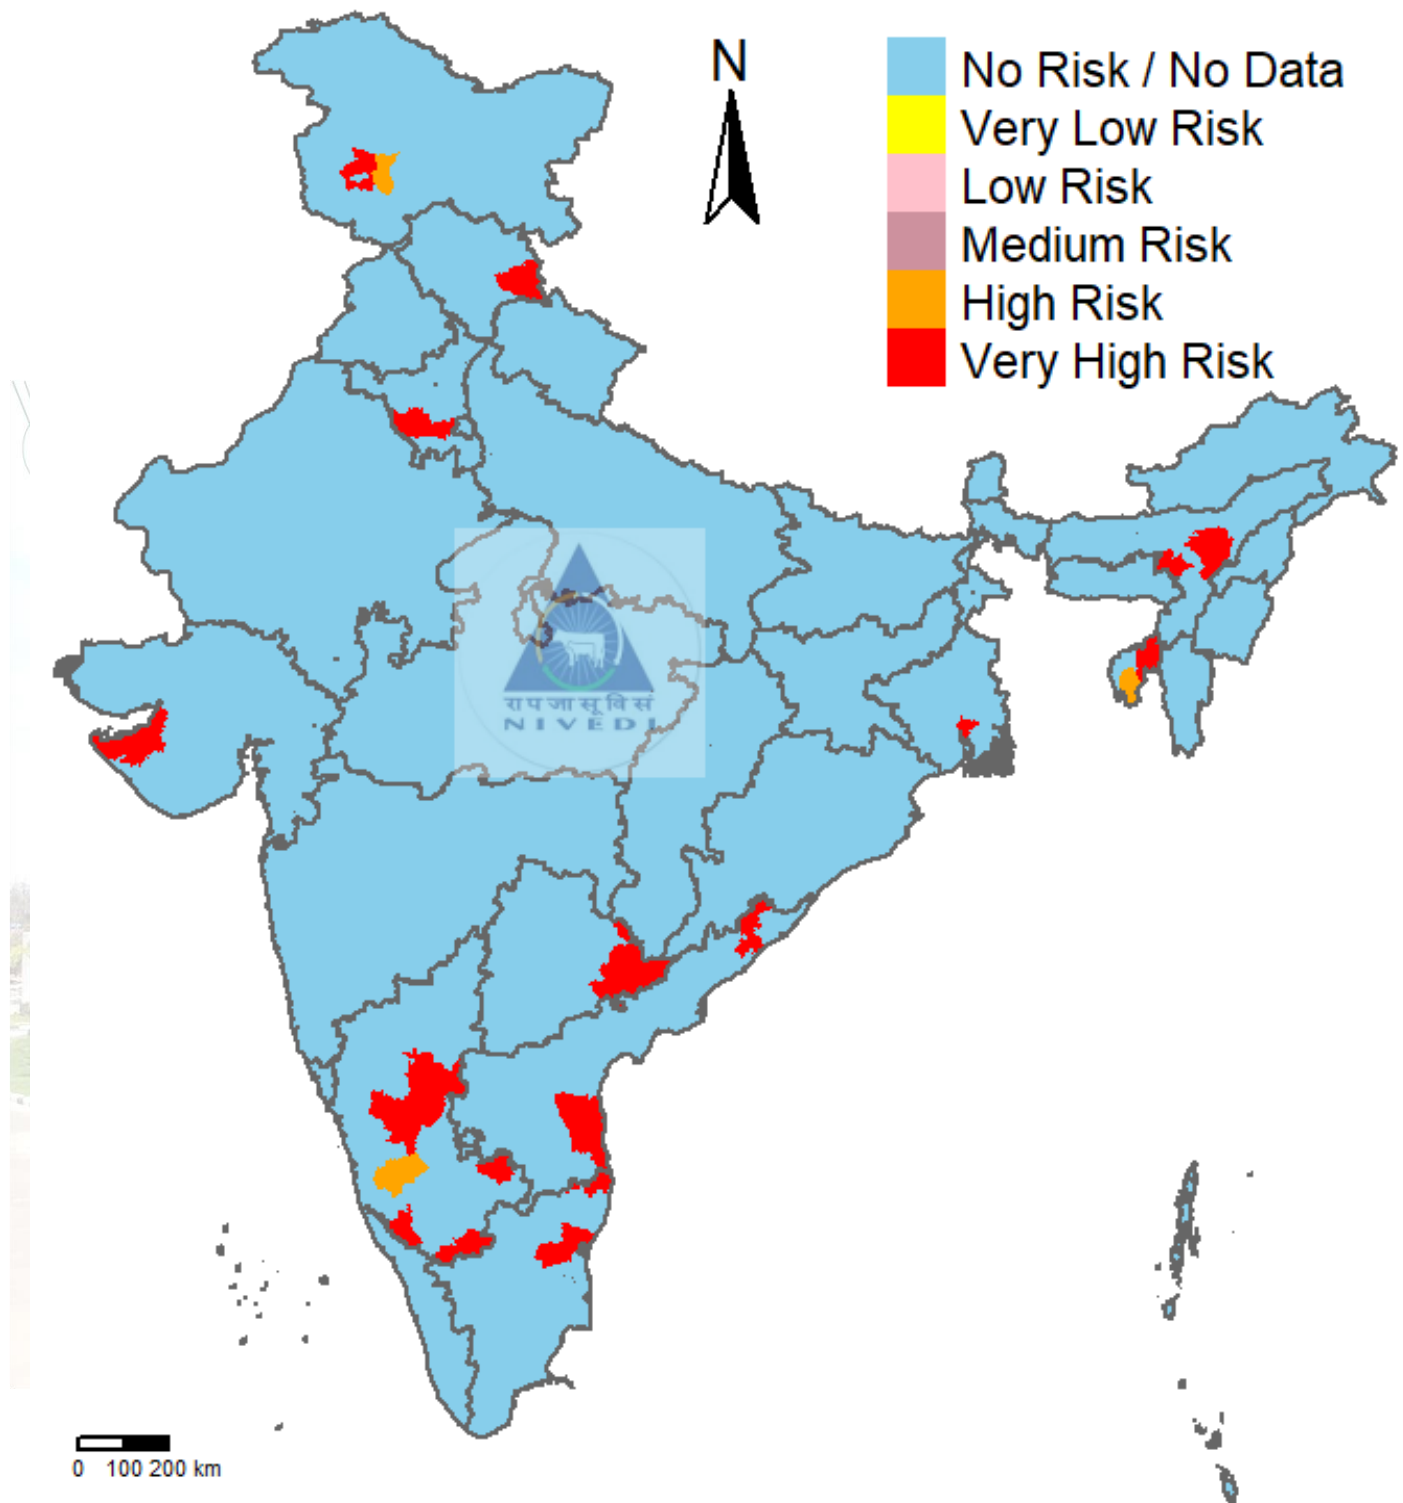 N
No Risk / No Data
Very Low Risk
Low Risk
Medium Risk
High Risk
Very High Risk
रा प जा सू वि सं
NIVEDI
0 100 200 km